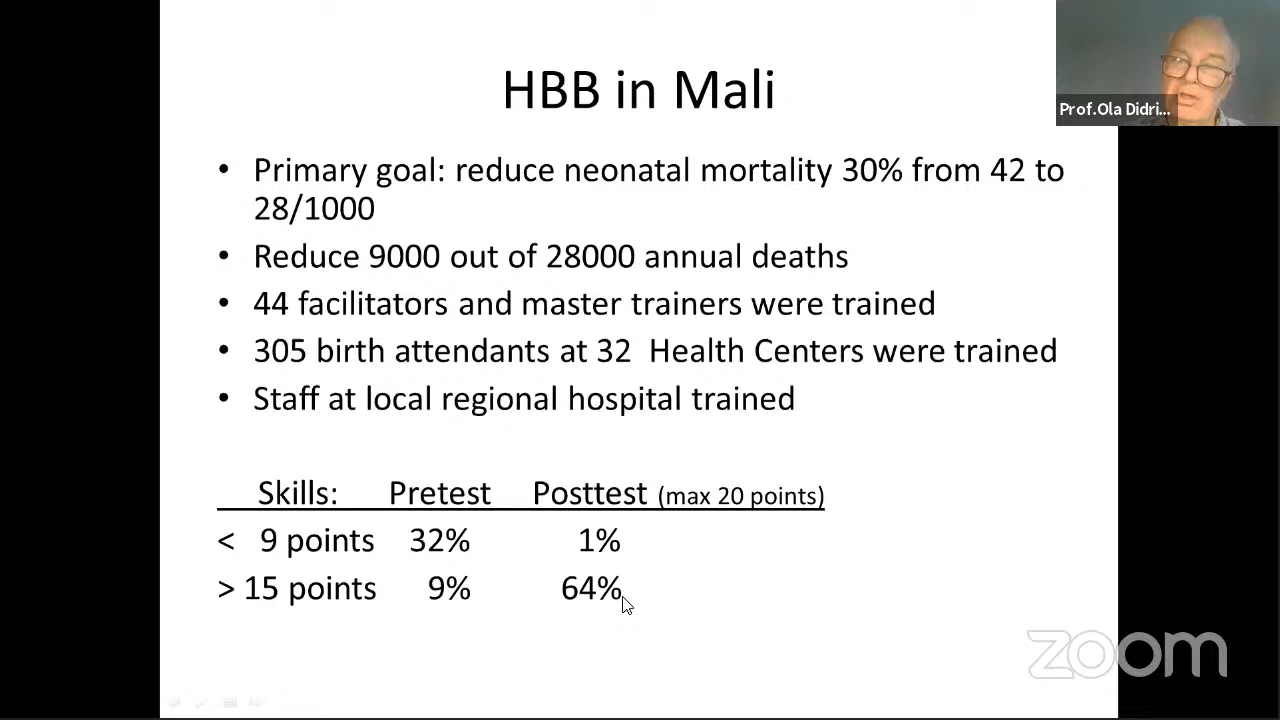 HBB in Mali
Prof.Ola Didri...
• Primary goal: reduce neonatal mortality 30% from 42 to
28/1000
• Reduce 9000 out of 28000 annual deaths
• 44 facilitators and master trainers were trained
• 305 birth attendants at 32 Health Centers were trained
• Staff at local regional hospital trained
Skills: Pretest Posttest (max 20 points)
< 9 points 32% 1%
> 15 points 9% 64%
zoom